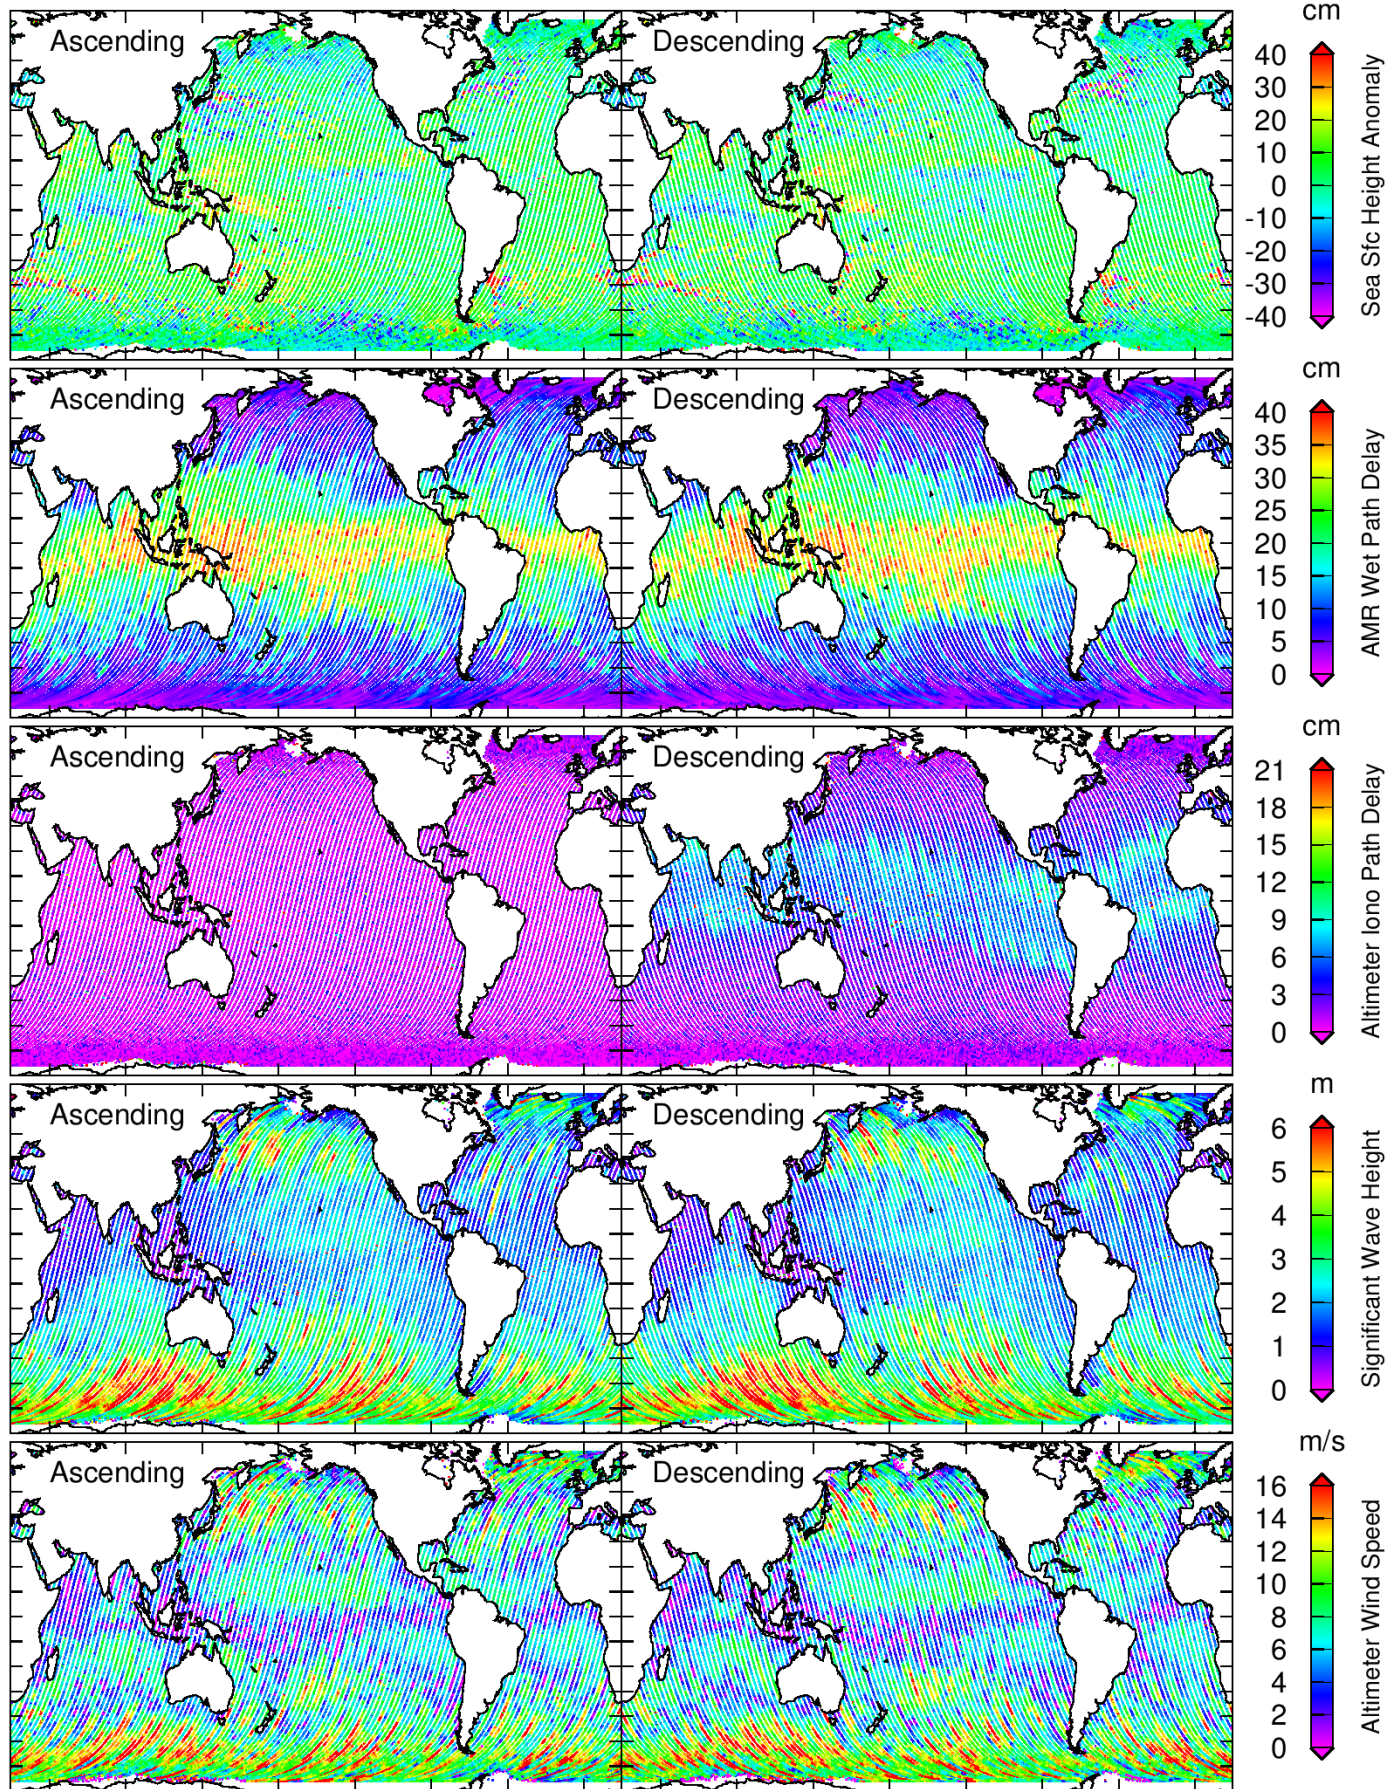 cm
Ascending
Descending
40
30
20
10
0
-10
-20
-30
-40
Sea Sfc Height Anomaly
cm
Ascending
Descending
40
35
30
25
20
15
10
5
0
AMR Wet Path Delay
cm
Ascending
Descending
21
18
15
12
9
6
3
0
Altimeter Iono Path Delay
m
Ascending
Descending
6
5
4
3
2
1
0
Significant Wave Height
m/s
Ascending
Descending
16
14
12
10
8
6
4
2
0
Altimeter Wind Speed